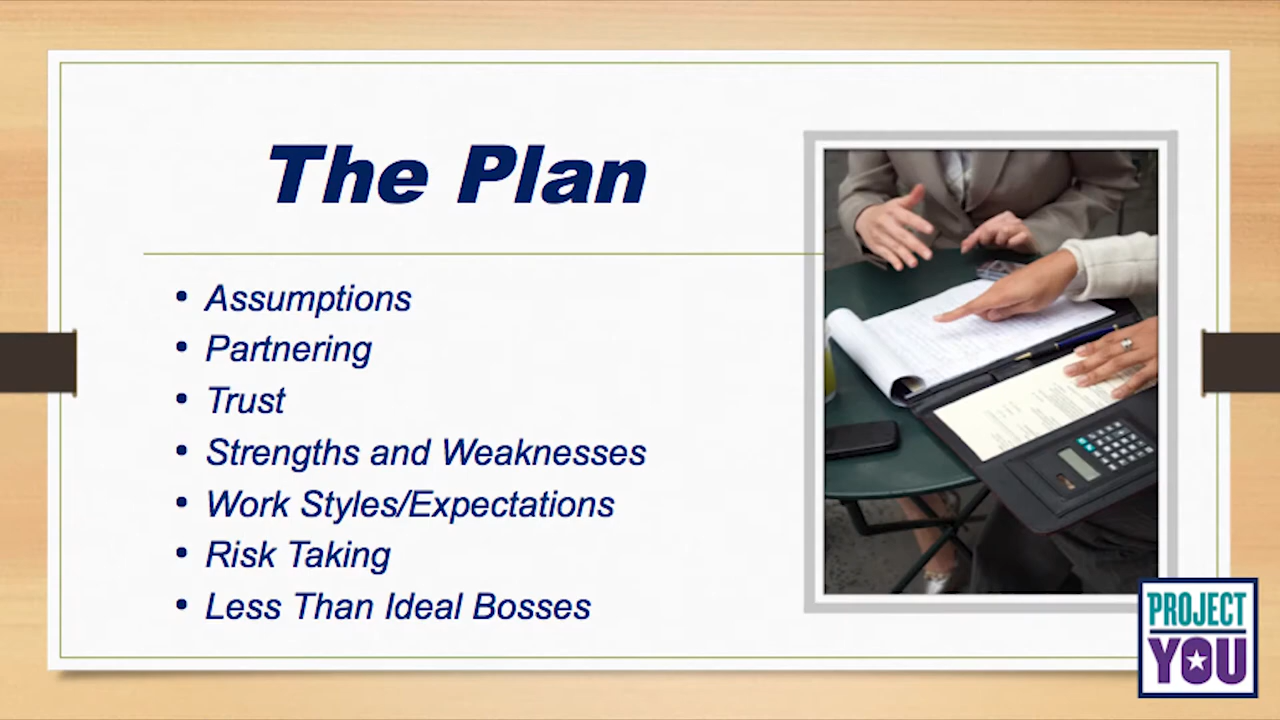 The Plan
• Assumptions
• Partnering
• Trust
• Strengths and Weaknesses
• Work Styles/Expectations
• Risk Taking
• Less Than Ideal Bosses
PROJECT
YOU